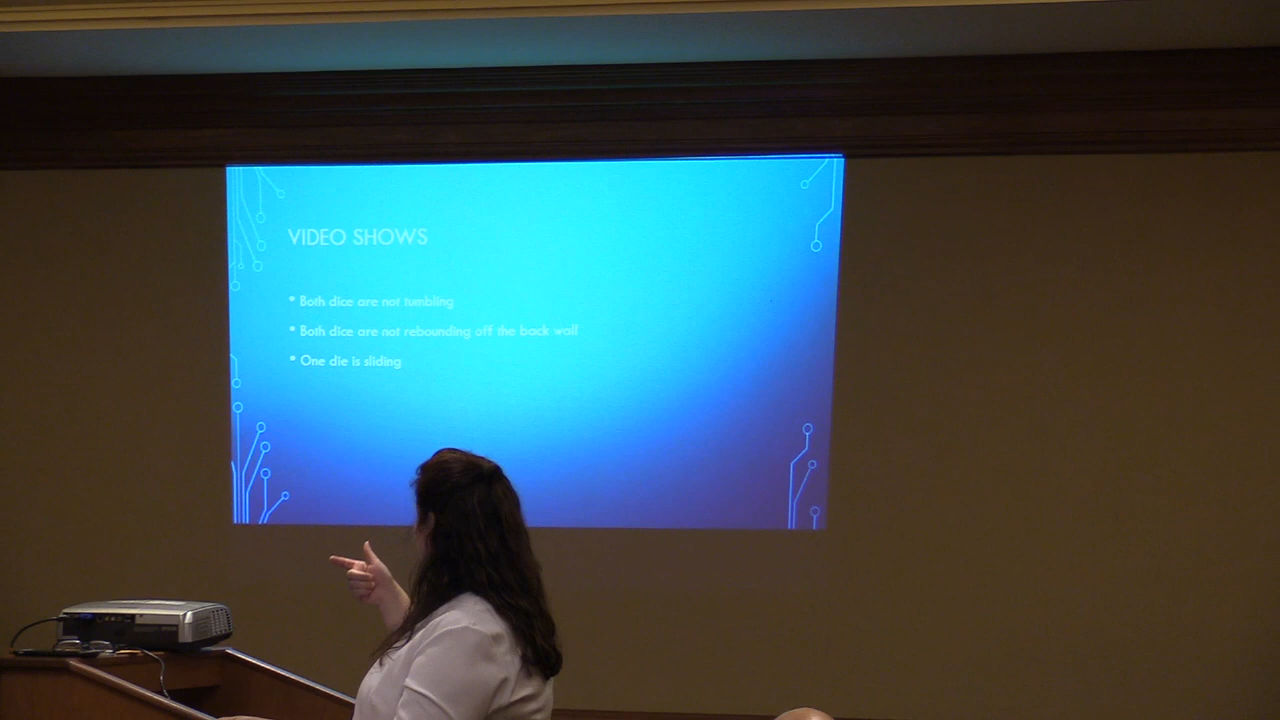 VIDEO SHOWS
* Both dice are not tumbling
* Both dice are not rebounding off the back wall
* One die is sliding